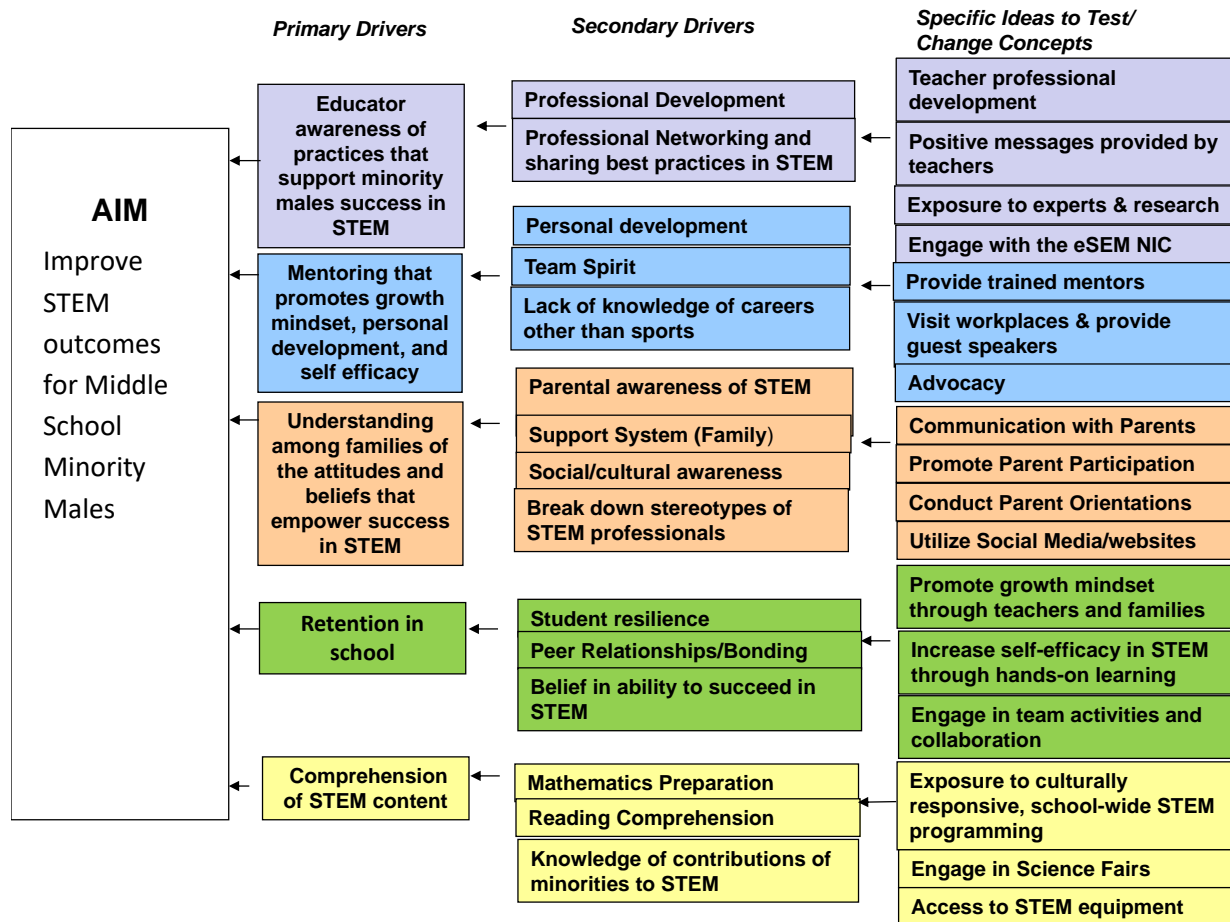 Primary Drivers
Secondary Drivers
Specific Ideas to Test/
Change Concepts
AIM
Improve
STEM
outcomes
for Middle
School
Minority
Males
Educator
awareness of
practices that
support minority
males success in
STEM
Mentoring that
promotes growth
mindset, personal
development, and
self efficacy
Understanding
among families of
the attitudes and
beliefs that
empower success
in STEM
Retention in
school
Comprehension
of STEM content
Professional Development
Professional Networking and
sharing best practices in STEM
Personal development
Team Spirit
Lack of knowledge of careers
other than sports
Parental awareness of STEM
Support System (Family)
Social/cultural awareness
Break down stereotypes of
STEM professionals
Student resilience
Peer Relationships/Bonding
Belief in ability to succeed in
STEM
Mathematics Preparation
Reading Comprehension
Knowledge of contributions of
minorities to STEM
Teacher professional
development
Positive messages provided by
teachers
Exposure to experts & research
Engage with the eSEM NIC
Provide trained mentors
Visit workplaces & provide
guest speakers
Advocacy
Communication with Parents
Promote Parent Participation
Conduct Parent Orientations
Utilize Social Media/websites
Promote growth mindset
through teachers and families
Increase self-efficacy in STEM
through hands-on learning
Engage in team activities and
collaboration
Exposure to culturally
responsive, school-wide STEM
programming
Engage in Science Fairs
Access to STEM equipment